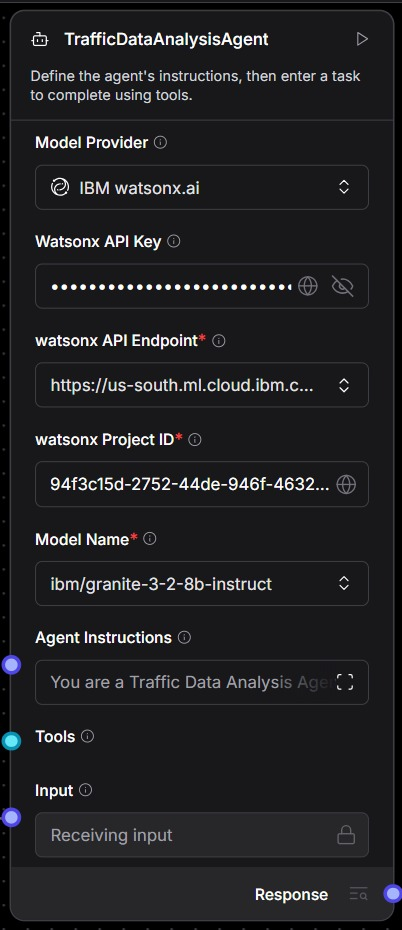 TrafficDataAnalysisAgent
Define the agent's instructions, then enter a task
to complete using tools.
Model Provider
IBM watsonx.ai
Watsonx API Key
watsonx API Endpoint*
https://us-south.ml.cloud.ibm.c...
watsonx Project ID*
94f3c15d-2752-44de-946f-4632...
Model Name*
ibm/granite-3-2-8b-instruct
Agent Instructions
You are a Traffic Data Analysis Agen
Tools
Input
Receiving input
Response